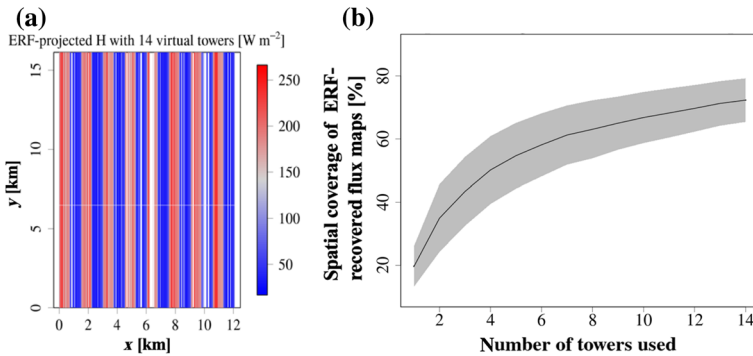 (a)
ERF-projected H with 14 virtual towers [W m⁻²]
15
10
5
0
y [km]
0 2 4 6 8 10 12
x [km]
250
200
150
100
50
(b)
80
60
40
20
Spatial coverage of ERF-
recovered flux maps [%]
2 4 6 8 10 12 14
Number of towers used